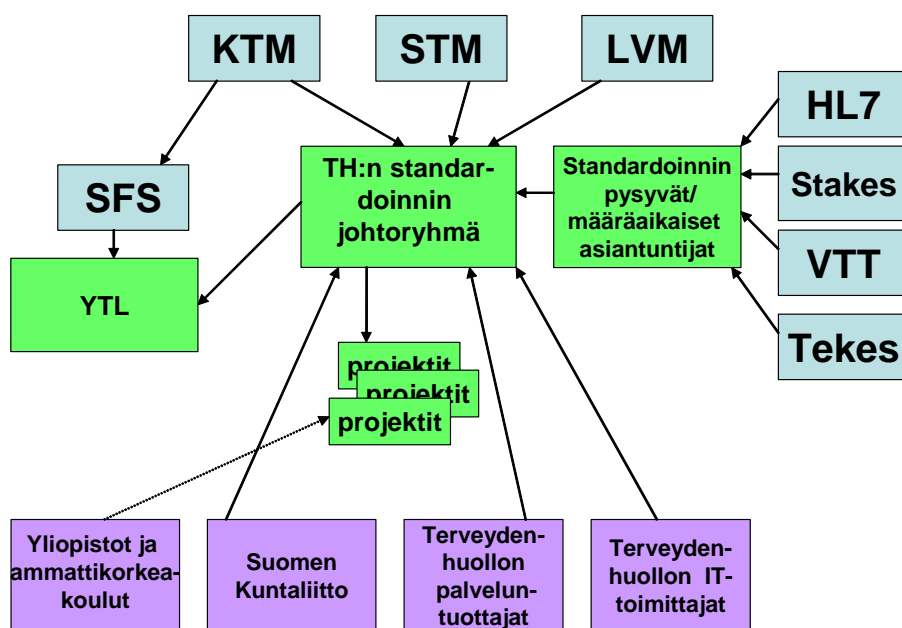 KTM
STM
LVM
HL7
Stakes
VTT
Tekes
SFS
YTL
TH:n standar-
doinnin
johtoryhmä
Standardoinnin
pysyvät/
määräaikaiset
asiantuntijat
projektit
projektit
projektit
Yliopistot ja
ammattikorkea-
koulut
Suomen
Kuntaliitto
Terveyden-
huollon
palvelun-
tuottajat
Terveyden-
huollon IT-
toimittajat